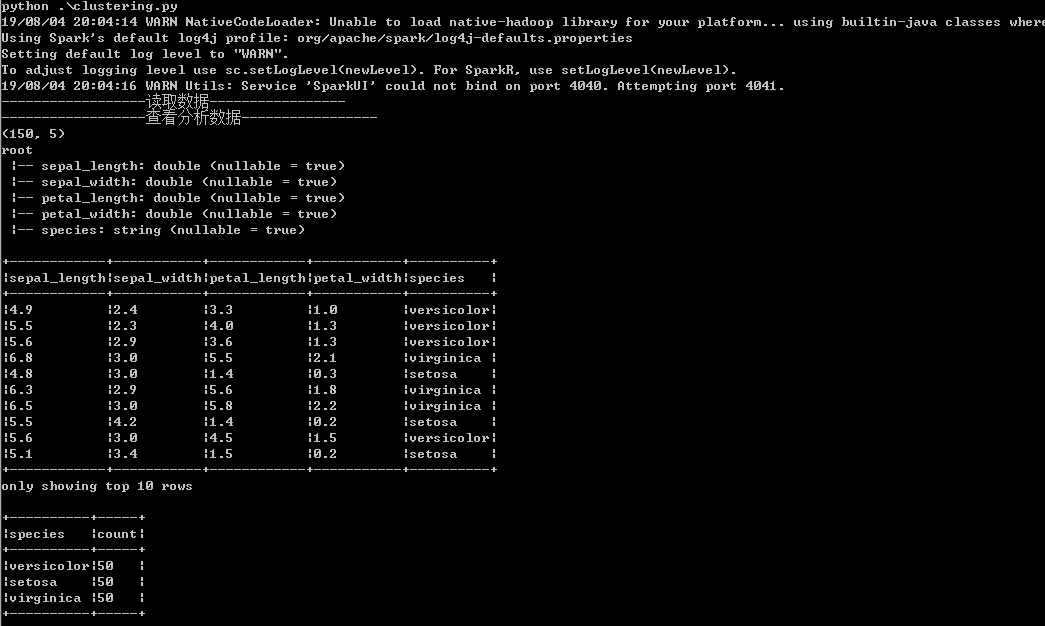 python .\clustering.py
19/08/04 20:04:14 WARN NativeCodeLoader: Unable to load native-hadoop library for your platform... using builtin-java classes where
Using Spark's default log4j profile: org/apache/spark/log4j-defaults.properties
Setting default log level to "WARN".
To adjust logging level use sc.setLogLevel(newLevel). For SparkR, use setLogLevel(newLevel).
19/08/04 20:04:16 WARN Utils: Service 'SparkUI' could not bind on port 4040. Attempting port 4041.
------------------读取数据-----------------
------------------查看分析数据-----------------
(150, 5)
root
 |-- sepal_length: double (nullable = true)
 |-- sepal_width: double (nullable = true)
 |-- petal_length: double (nullable = true)
 |-- petal_width: double (nullable = true)
 |-- species: string (nullable = true)

+------------+-----------+------------+-----------+----------+
|sepal_length|sepal_width|petal_length|petal_width|species   |
+------------+-----------+------------+-----------+----------+
|4.9         |2.4        |3.3         |1.0        |versicolor|
|5.5         |2.3        |4.0         |1.3        |versicolor|
|5.6         |2.9        |3.6         |1.3        |versicolor|
|6.8         |3.0        |5.5         |2.1        |virginica |
|4.8         |3.0        |1.4         |0.3        |setosa    |
|6.3         |2.9        |5.6         |1.8        |virginica |
|6.5         |3.0        |5.8         |2.2        |virginica |
|5.5         |4.2        |1.4         |0.2        |setosa    |
|5.6         |3.0        |4.5         |1.5        |versicolor|
|5.1         |3.4        |1.5         |0.2        |setosa    |
+------------+-----------+------------+-----------+----------+
only showing top 10 rows

+----------+-----+
|species   |count|
+----------+-----+
|versicolor|50   |
|setosa    |50   |
|virginica |50   |
+----------+-----+